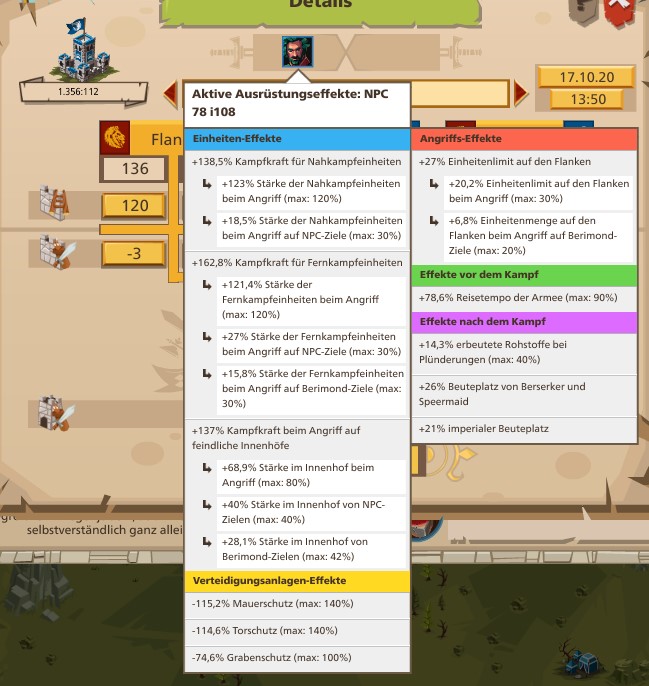 Details
1.356:112
17.10.20
13:50
Flan
136
120
-3
Aktive Ausrüstungseffekte: NPC
78 i108
Einheiten-Effekte
+138,5% Kampfkraft für Nahkampfeinheiten
+123% Stärke der Nahkampfeinheiten
beim Angriff (max: 120%)
+18,5% Stärke der Nahkampfeinheiten
beim Angriff auf NPC-Ziele (max: 30%)
+162,8% Kampfkraft für Fernkampfeinheiten
+121,4% Stärke der
Fernkampfeinheiten beim Angriff
(max: 120%)
+27% Stärke der Fernkampfeinheiten
beim Angriff auf NPC-Ziele (max: 30%)
+15,8% Stärke der Fernkampfeinheiten
beim Angriff auf Berimond-Ziele (max:
30%)
+137% Kampfkraft beim Angriff auf
feindliche Innenhöfe
+68,9% Stärke im Innenhof beim
Angriff (max: 80%)
+40% Stärke im Innenhof von NPC-
Zielen (max: 40%)
+28,1% Stärke im Innenhof von
Berimond-Zielen (max: 42%)
Verteidigungsanlagen-Effekte
-115,2% Mauerschutz (max: 140%)
-114,6% Torschutz (max: 140%)
-74,6% Grabenschutz (max: 100%)
Angriffs-Effekte
+27% Einheitenlimit auf den Flanken
+20,2% Einheitenlimit auf den Flanken
beim Angriff (max: 30%)
+6,8% Einheitenmenge auf den
Flanken beim Angriff auf Berimond-
Ziele (max: 20%)
Effekte vor dem Kampf
+78,6% Reisetempo der Armee (max: 90%)
Effekte nach dem Kampf
+14,3% erbeutete Rohstoffe bei
Plünderungen (max: 40%)
+26% Beuteplatz von Berserker und
Speermaid
+21% imperialer Beuteplatz
selbstverständlich ganz allei